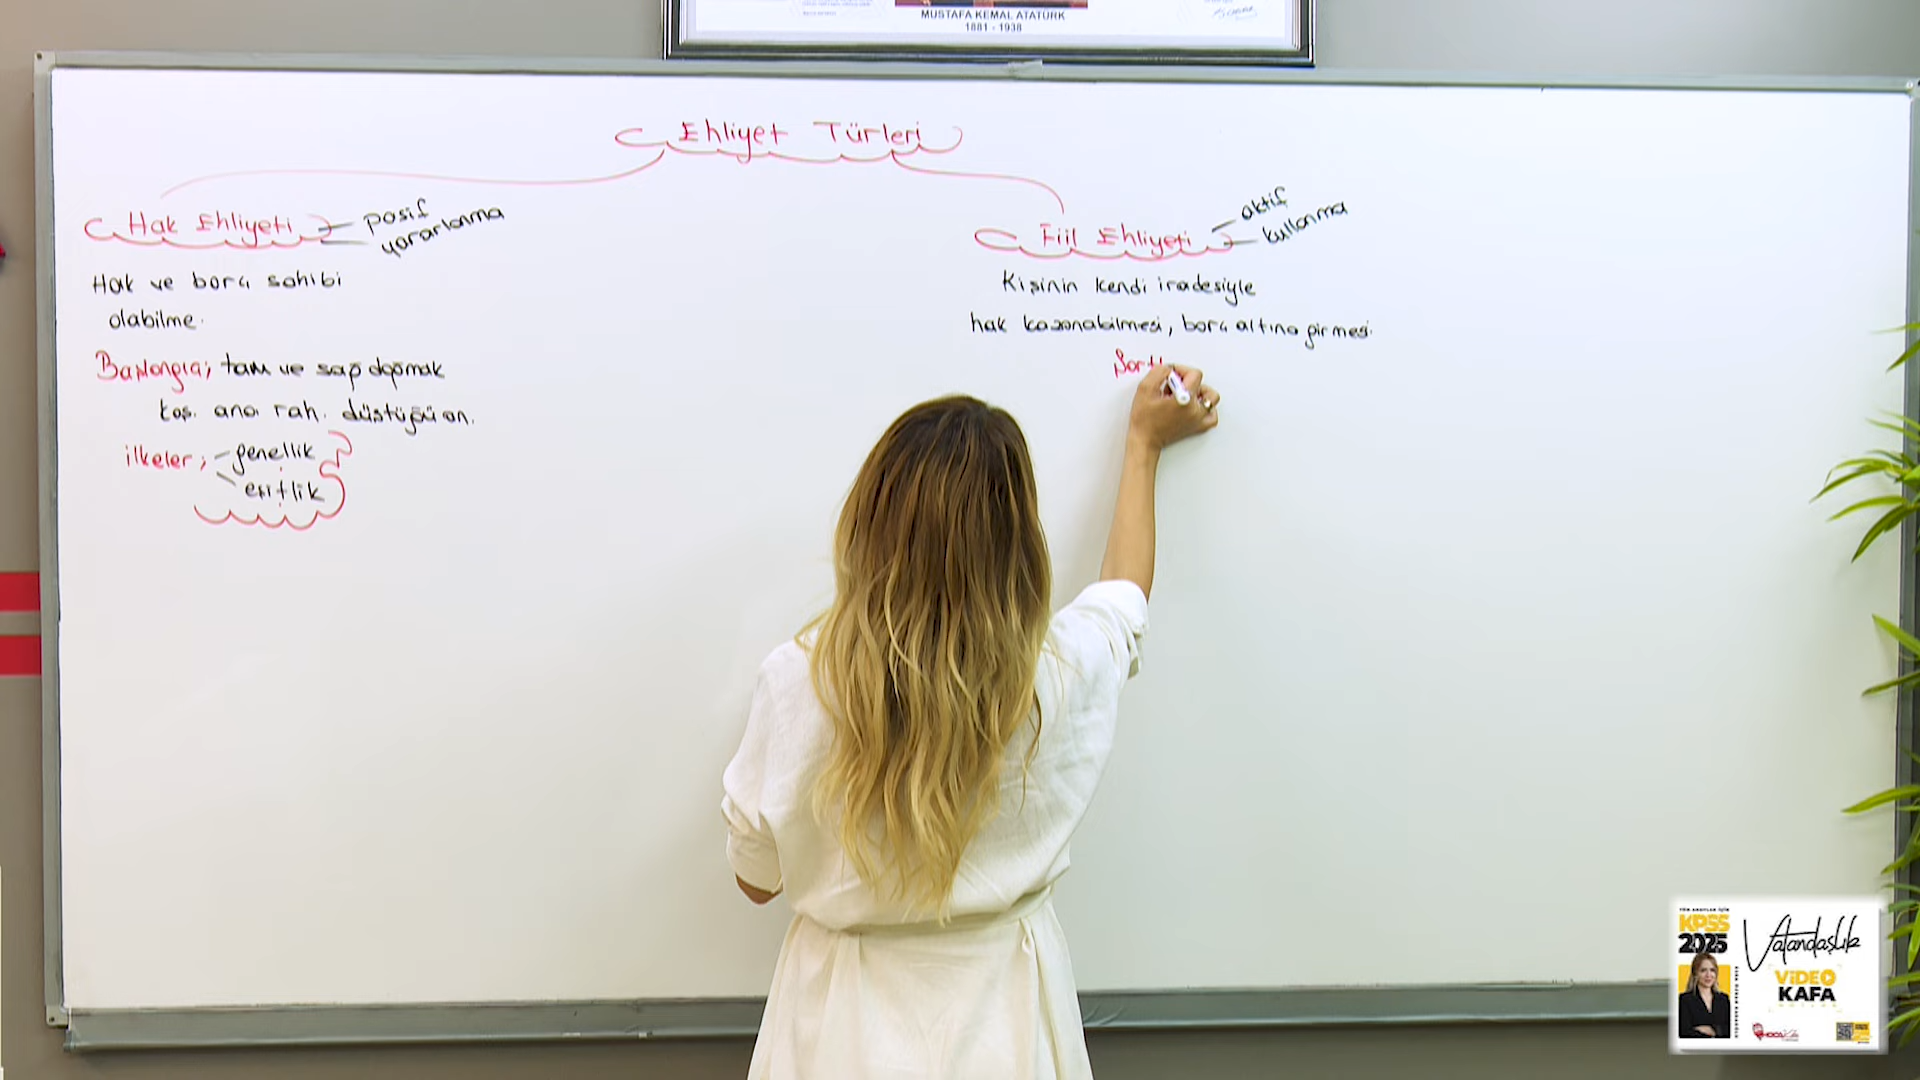 MUSTAFA KEMAL ATATÜRK
1881 - 1938
Ehliyet Türleri
Hak Ehliyeti
pasif
yararlanma
Hak ve borç sahibi
olabilme.
Başlangıcı; tam ve sağ doğmak
koş. ana rah. düştüğü an.
ilkeler; genellik
eşitlik
Fiil Ehliyeti
aktif
kullanma
Kişinin kendi iradesiyle
hak kazanabilmesi, borç altına girmesi.
Şartl
KPSS
2025
Vatandaşlık
VİDEO
KAFA